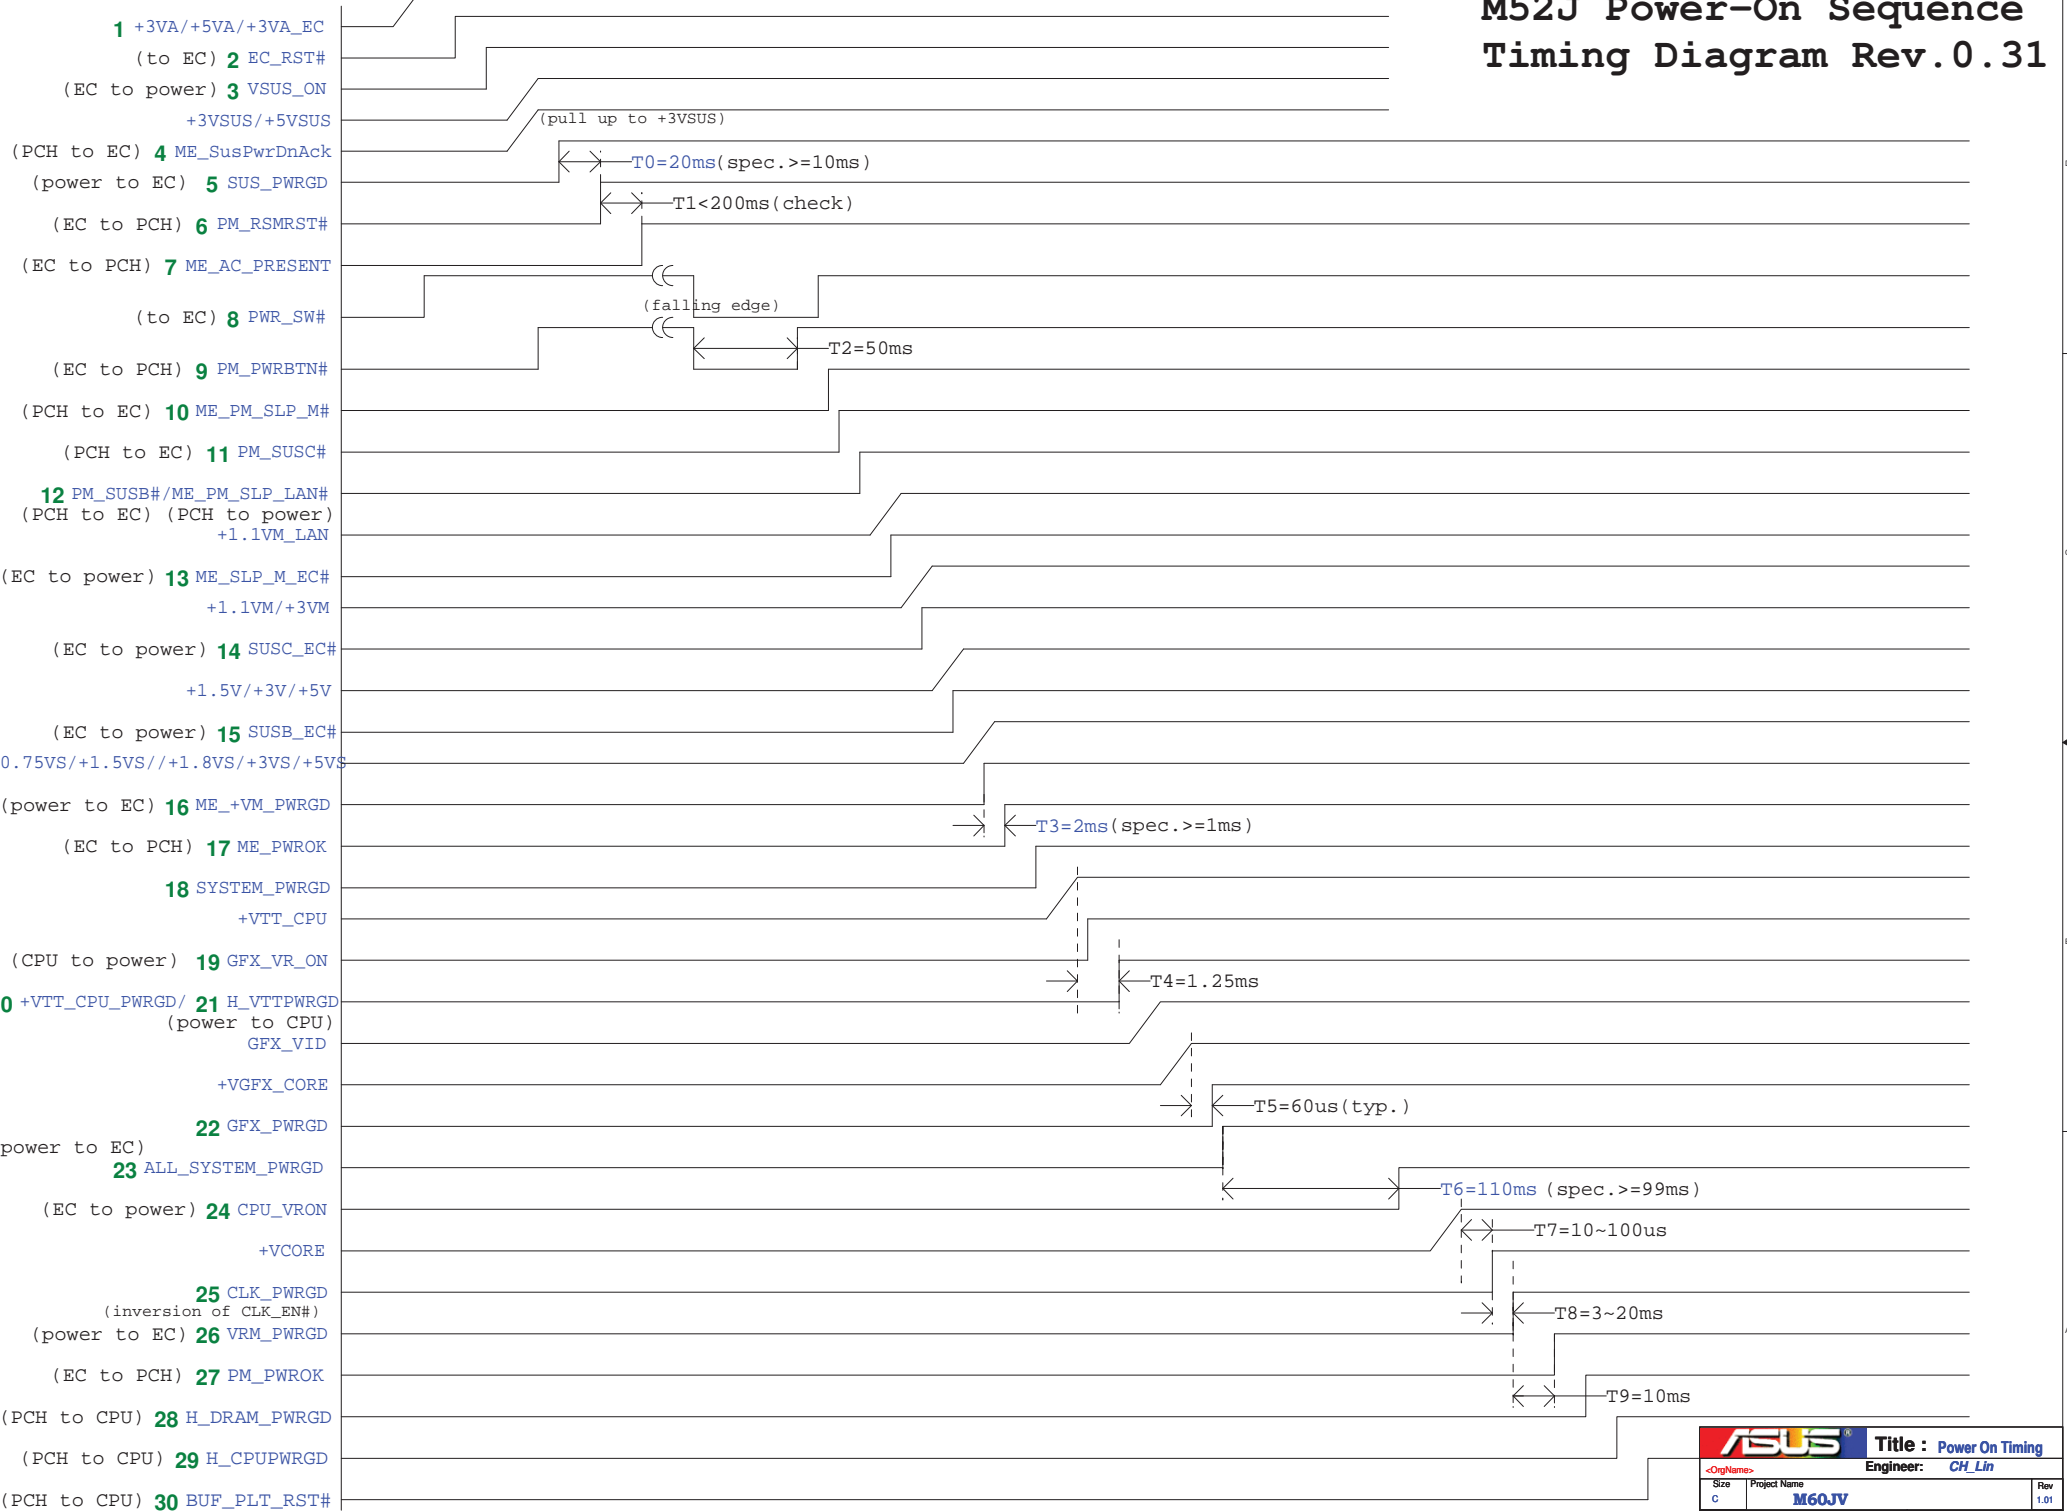 M52J Power-On Sequence
Timing Diagram Rev.0.31
1 +3VA/+5VA/+3VA_EC
(to EC) 2 EC_RST#
(EC to power) 3 VSUS_ON
+3VSUS/+5VSUS
(pull up to +3VSUS)
(PCH to EC) 4 ME_SusPwrDnAck
T0=20ms(spec.>=10ms)
(power to EC) 5 SUS_PWRGD
T1<200ms(check)
(EC to PCH) 6 PM_RSMRST#
(EC to PCH) 7 ME_AC_PRESENT
(falling edge)
(to EC) 8 PWR_SW#
T2=50ms
(EC to PCH) 9 PM_PWRBTN#
(PCH to EC) 10 ME_PM_SLP_M#
(PCH to EC) 11 PM_SUSC#
12 PM_SUSB#/ME_PM_SLP_LAN#
(PCH to EC) (PCH to power)
+1.1VM_LAN
(EC to power) 13 ME_SLP_M_EC#
+1.1VM/+3VM
(EC to power) 14 SUSC_EC#
+1.5V/+3V/+5V
(EC to power) 15 SUSB_EC#
0.75VS/+1.5VS//+1.8VS/+3VS/+5VS
(power to EC) 16 ME_+VM_PWRGD
T3=2ms(spec.>=1ms)
(EC to PCH) 17 ME_PWROK
18 SYSTEM_PWRGD
+VTT_CPU
(CPU to power) 19 GFX_VR_ON
T4=1.25ms
0 +VTT_CPU_PWRGD/ 21 H_VTTPWRGD
(power to CPU)
GFX_VID
+VGFX_CORE
T5=60us(typ.)
22 GFX_PWRGD
power to EC)
23 ALL_SYSTEM_PWRGD
T6=110ms (spec.>=99ms)
(EC to power) 24 CPU_VRON
T7=10~100us
+VCORE
25 CLK_PWRGD
(inversion of CLK_EN#)
T8=3~20ms
(power to EC) 26 VRM_PWRGD
(EC to PCH) 27 PM_PWROK
T9=10ms
(PCH to CPU) 28 H_DRAM_PWRGD
(PCH to CPU) 29 H_CPUPWRGD
(PCH to CPU) 30 BUF_PLT_RST#
ASUS ® Title : Power On Timing
<OrgName> Engineer: CH_Lin
Size Project Name Rev
C M60JV 1.01